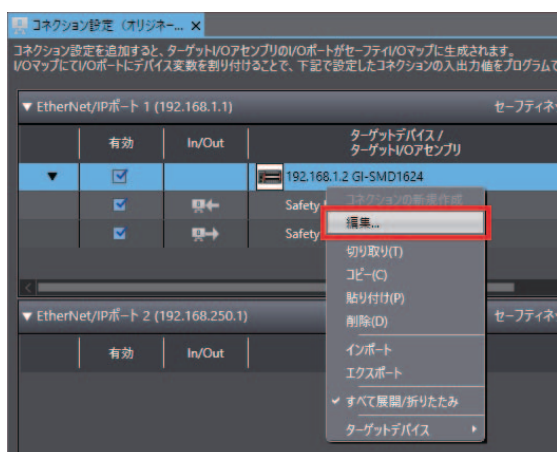 コネクション設定 (オリジネー... ×
コネクション設定を追加すると、ターゲットI/OアセンブリのI/OポートがセーフティI/Oマップに生成されます。
I/OマップにてI/Oポートにデバイス変数を割り付けることで、下記で設定したコネクションの入出力値をプログラムで
▼ EtherNet/IPポート 1 (192.168.1.1) セーフティネ
有効 In/Out ターゲットデバイス /
ターゲットI/Oアセンブリ
192.168.1.2 GI-SMD1624
Safety
Safety
コネクションの新規作成
編集...
切り取り(T)
コピー(C)
貼り付け(P)
削除(D)
インポート
エクスポート
すべて展開/折りたたみ
ターゲットデバイス
▼ EtherNet/IPポート 2 (192.168.250.1) セーフティネ
有効 In/Out